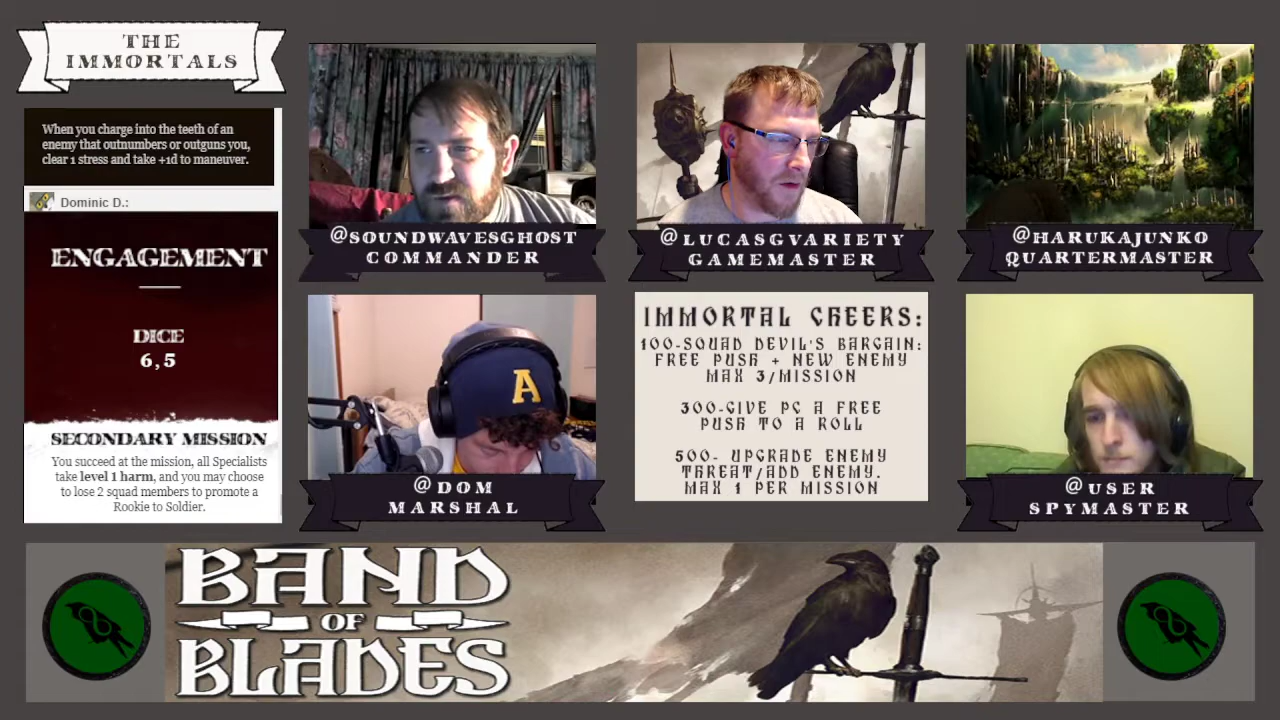 THE
IMMORTALS
When you charge into the teeth of an
enemy that outnumbers or outguns you,
clear 1 stress and take +1d to maneuver.
Dominic D.:
ENGAGEMENT
DICE
6,5
SECONDARY MISSION
You succeed at the mission, all Specialists
take level 1 harm, and you may choose
to lose 2 squad members to promote a
Rookie to Soldier.
@SOUNDWAVESGHOST
COMMANDER
@LUCASGVARIETY
GAMEMASTER
@HARUKAJUNKO
QUARTERMASTER
A
@DOM
MARSHAL
IMMORTAL CHEERS:
100-SQUAD DEVIL'S BARGAIN:
FREE PUSH + NEW ENEMY
MAX 3/MISSION
300-GIVE PC A FREE
PUSH TO A ROLL
500- UPGRADE ENEMY
THREAT/ADD ENEMY.
MAX 1 PER MISSION
@USER
SPYMASTER
BAND
OF
BLADES